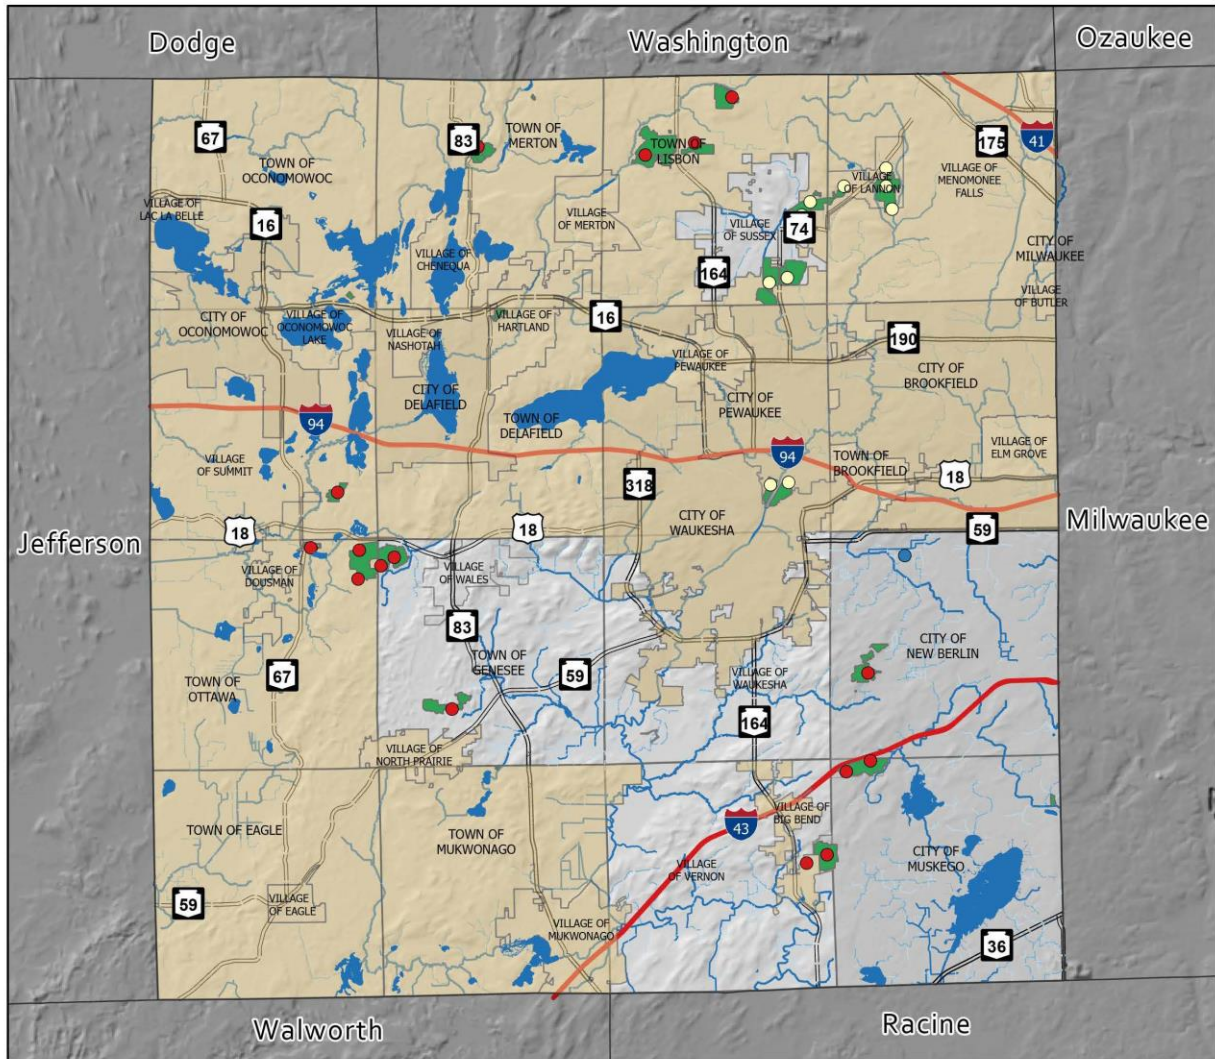 Dodge
Washington
Ozaukee
67
83
TOWN OF
MERTON
TOWN OF
LISBON
175
41
TOWN OF
OCONOMOWOC
VILLAGE
OF LANNON
VILLAGE OF
MENOMONEE
FALLS
VILLAGE OF
LAC LA BELLE
16
VILLAGE
OF MERTON
VILLAGE
OF SUSSEX
74
VILLAGE OF
CHENEQUA
164
CITY OF
MILWAUKEE
VILLAGE
OF BUTLER
CITY OF
OCONOMOWOC
VILLAGE OF
OCONOMOWOC
LAKE
VILLAGE OF
NASHOTAH
VILLAGE OF
HARTLAND
16
190
VILLAGE OF
PEWAUKEE
CITY OF
BROOKFIELD
CITY OF
DELAFIELD
CITY OF
PEWAUKEE
94
TOWN OF
DELAFIELD
94
TOWN OF
BROOKFIELD
VILLAGE OF
ELM GROVE
VILLAGE
OF SUMMIT
318
18
CITY OF
WAUKESHA
Jefferson
18
18
59
Milwaukee
VILLAGE OF
DOUSMAN
VILLAGE
OF WALES
83
CITY OF
NEW BERLIN
TOWN OF
GENESEE
59
67
VILLAGE OF
WAUKESHA
TOWN OF
OTTAWA
164
VILLAGE OF
NORTH PRAIRIE
VILLAGE OF
BIG BEND
43
TOWN OF EAGLE
TOWN OF
MUKWONAGO
VILLAGE
OF VERNON
CITY OF
MUSKEGO
59
VILLAGE
OF EAGLE
VILLAGE OF
MUKWONAGO
36
Walworth
Racine